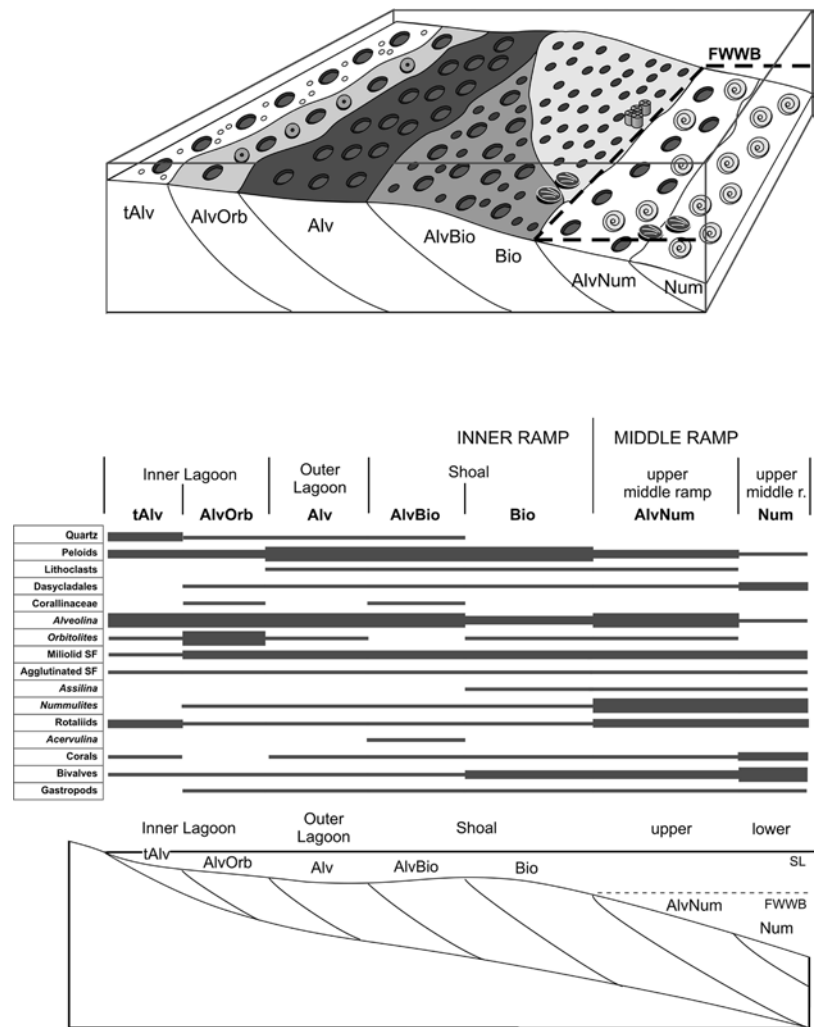 FWWB
tAlv
AlvOrb
Alv
AlvBio
Bio
AlvNum
Num
INNER RAMP MIDDLE RAMP
Inner Lagoon Outer Lagoon Shoal upper middle ramp upper middle r.
tAlv AlvOrb Alv AlvBio Bio AlvNum Num
Quartz
Peloids
Lithoclasts
Dasycladales
Corallinaceae
Alveolina
Orbitolites
Miliolid SF
Agglutinated SF
Assilina
Nummulites
Rotaliids
Acervulina
Corals
Bivalves
Gastropods
Inner Lagoon Outer Lagoon Shoal upper lower
tAlv AlvOrb Alv AlvBio Bio SL
AlvNum FWWB
Num